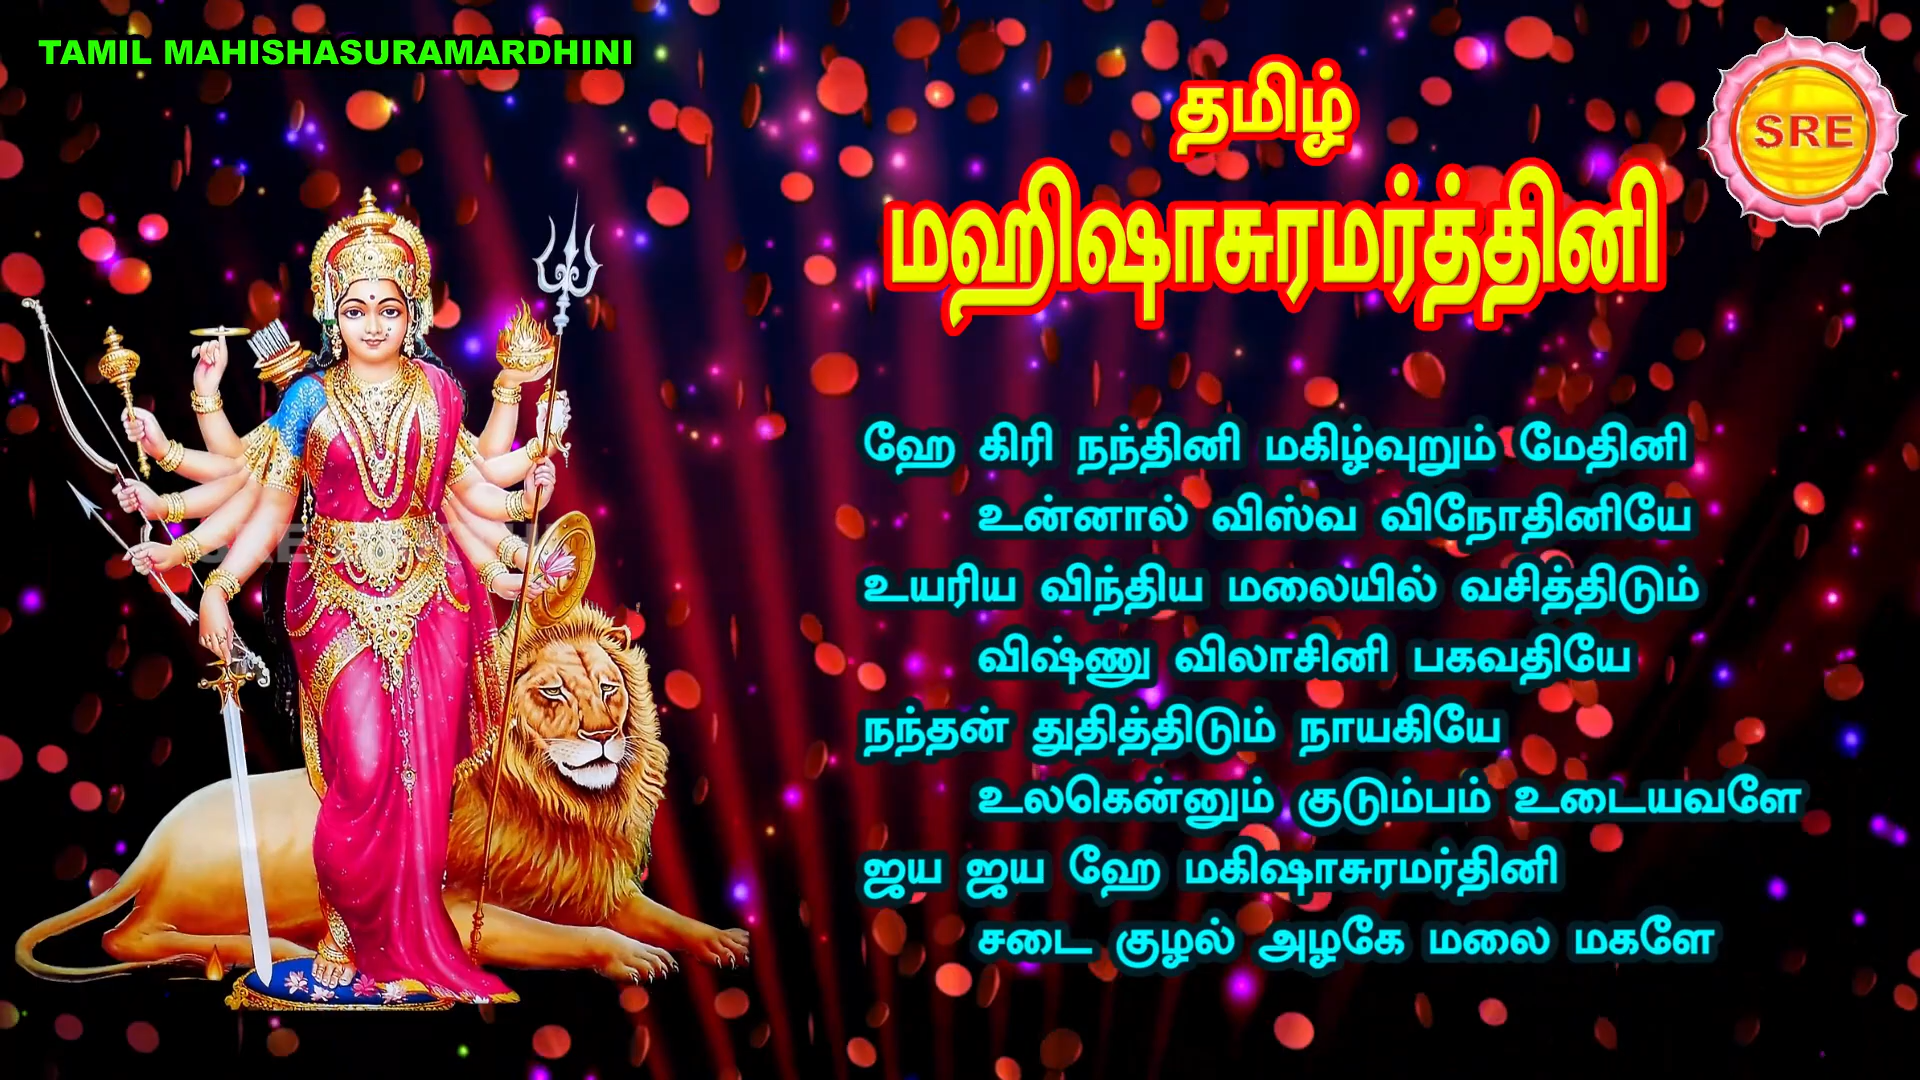 TAMIL MAHISHASURAMARDHINI
தமிழ்
மஹிஷாசுரமர்த்தினி
SRE
ஹே கிரி நந்தினி மகிழ்வுறும் மேதினி
உன்னால் விஸ்வ விநோதினியே
உயரிய விந்திய மலையில் வசித்திடும்
விஷ்ணு விலாசினி பகவதியே
நந்தன் துதித்திடும் நாயகியே
உலகென்னும் குடும்பம் உடையவளே
ஜய ஜய ஹே மகிஷாசுரமர்தினி
சடை குழல் அழகே மலை மகளே